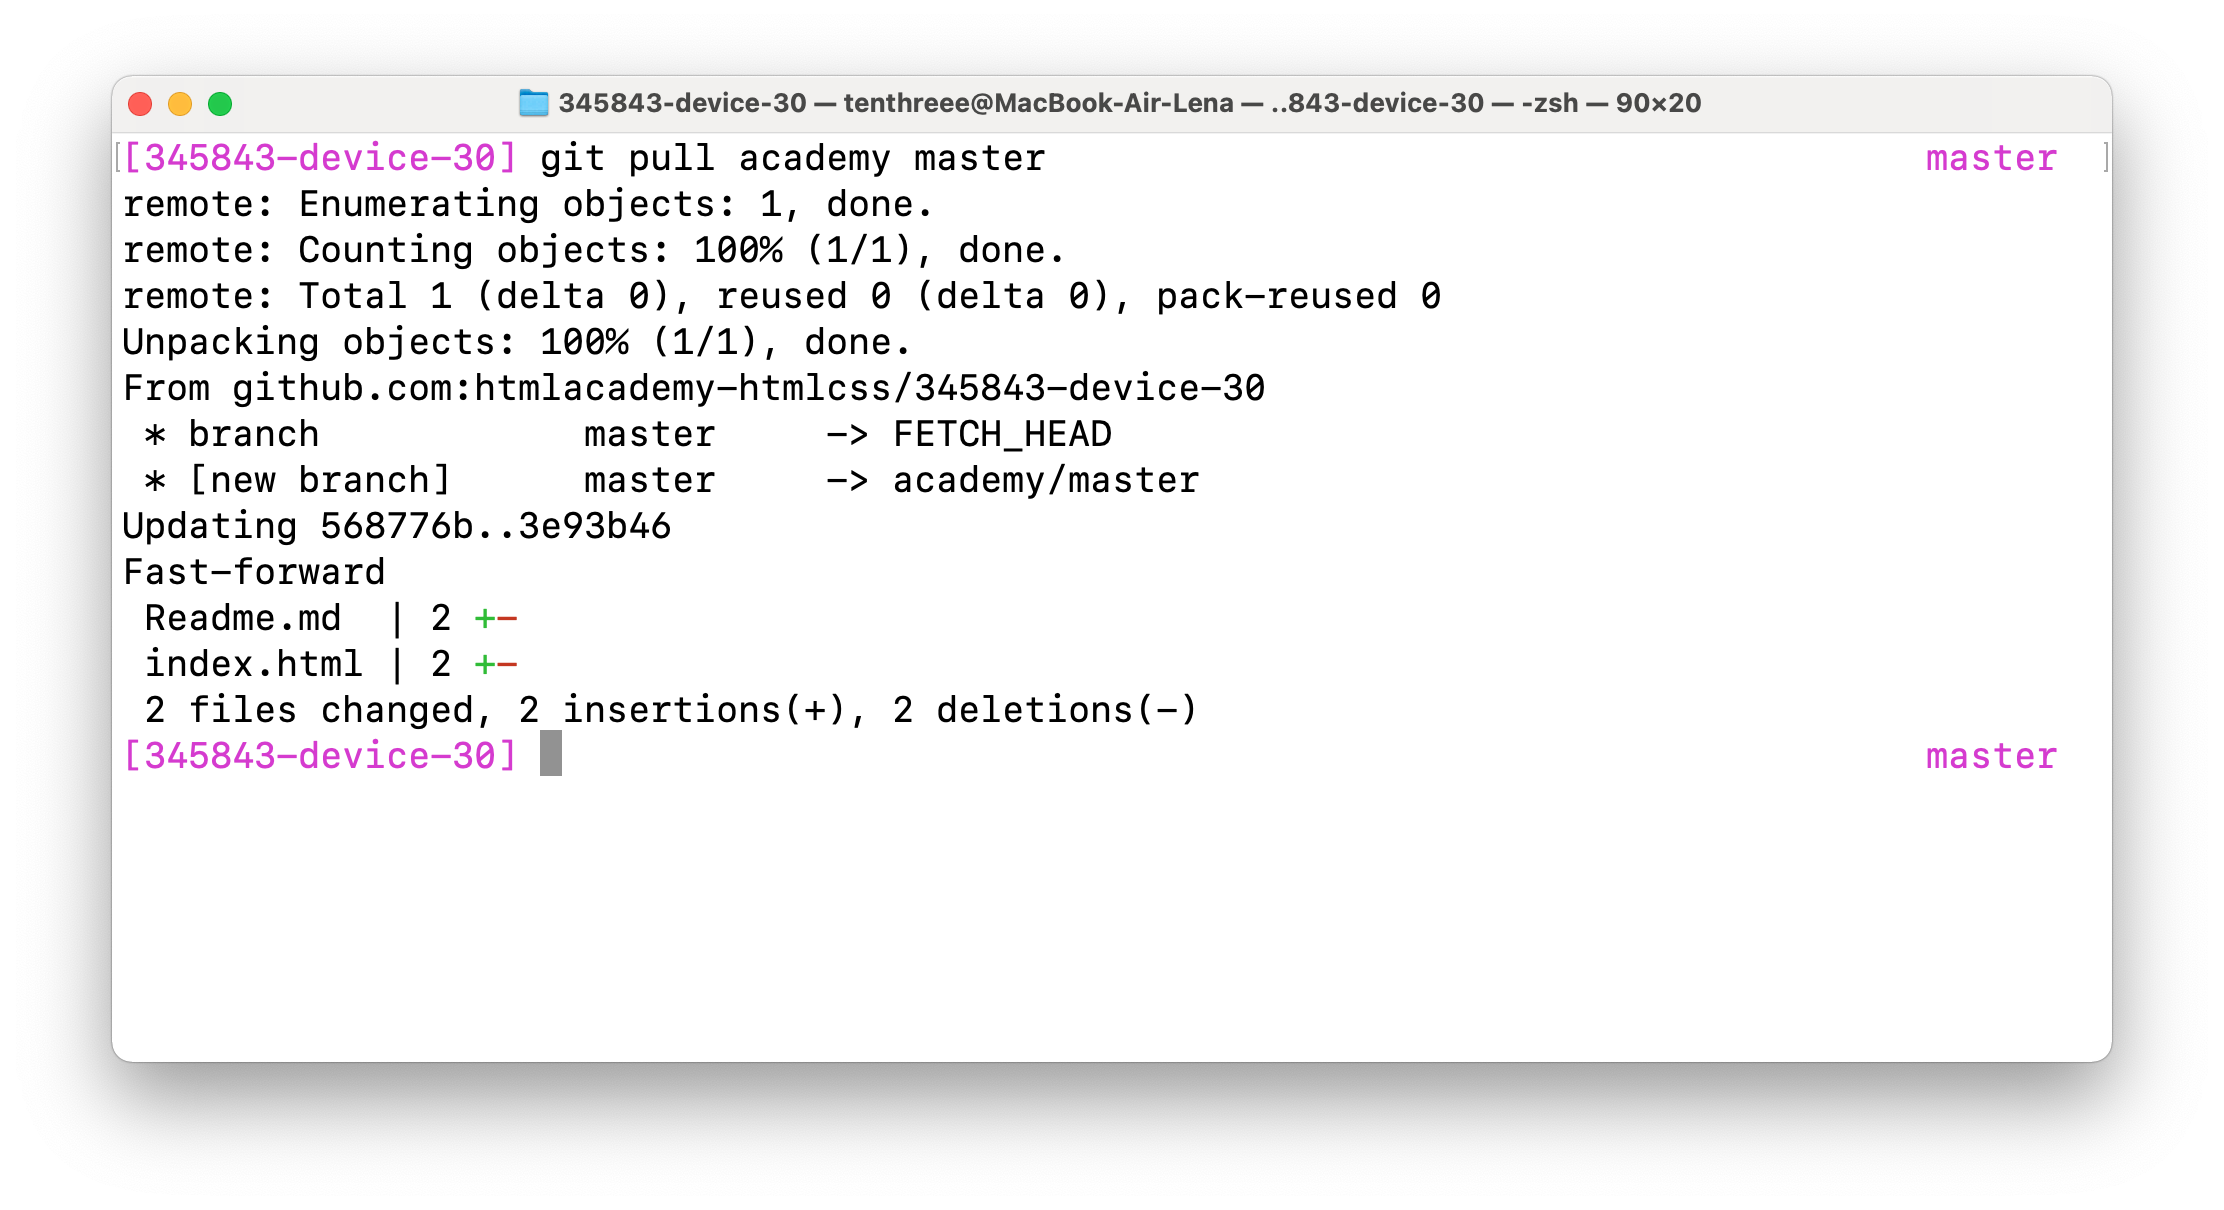 345843-device-30 — tenthreee@MacBook-Air-Lena — ..843-device-30 — -zsh — 90×20
[345843-device-30] git pull academy master master
remote: Enumerating objects: 1, done.
remote: Counting objects: 100% (1/1), done.
remote: Total 1 (delta 0), reused 0 (delta 0), pack-reused 0
Unpacking objects: 100% (1/1), done.
From github.com:htmlacademy-htmlcss/345843-device-30
 * branch            master     -> FETCH_HEAD
 * [new branch]      master     -> academy/master
Updating 568776b..3e93b46
Fast-forward
 Readme.md  | 2 +-
 index.html | 2 +-
 2 files changed, 2 insertions(+), 2 deletions(-)
[345843-device-30] master